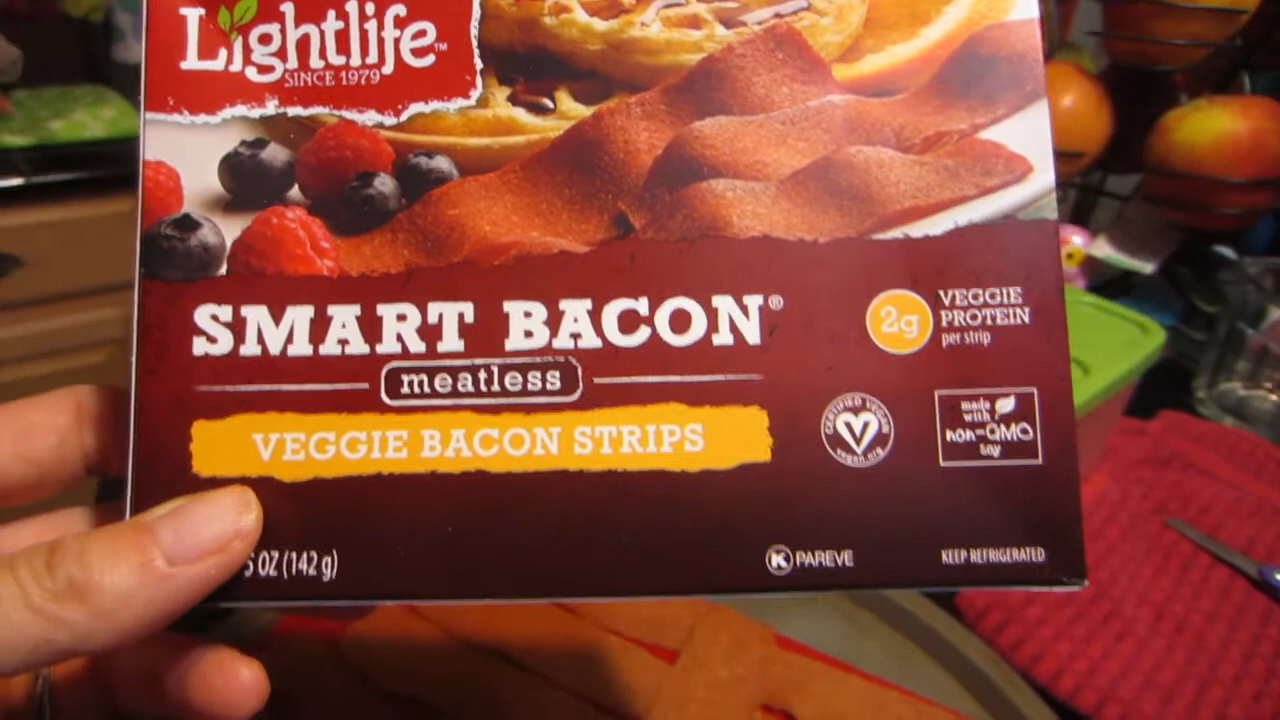 Lightlife™
SINCE 1979
SMART BACON®
meatless
VEGGIE BACON STRIPS
2g
VEGGIE
PROTEIN
per strip
CERTIFIED VEGAN
vegan.org
made
with
non-GMO
soy
5 OZ (142 g)
K PAREVE
KEEP REFRIGERATED